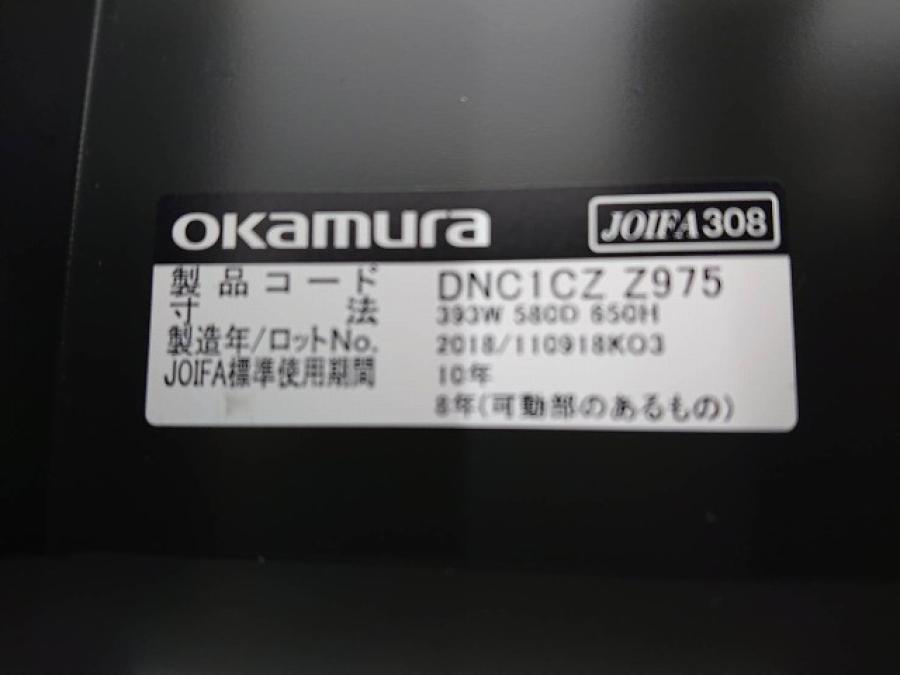 okamura JOIFA308
製品コード DNC1CZ Z975
寸法 393W 580D 650H
製造年/ロットNo. 2018/110918KO3
JOIFA標準使用期間 10年
8年(可動部のあるもの)